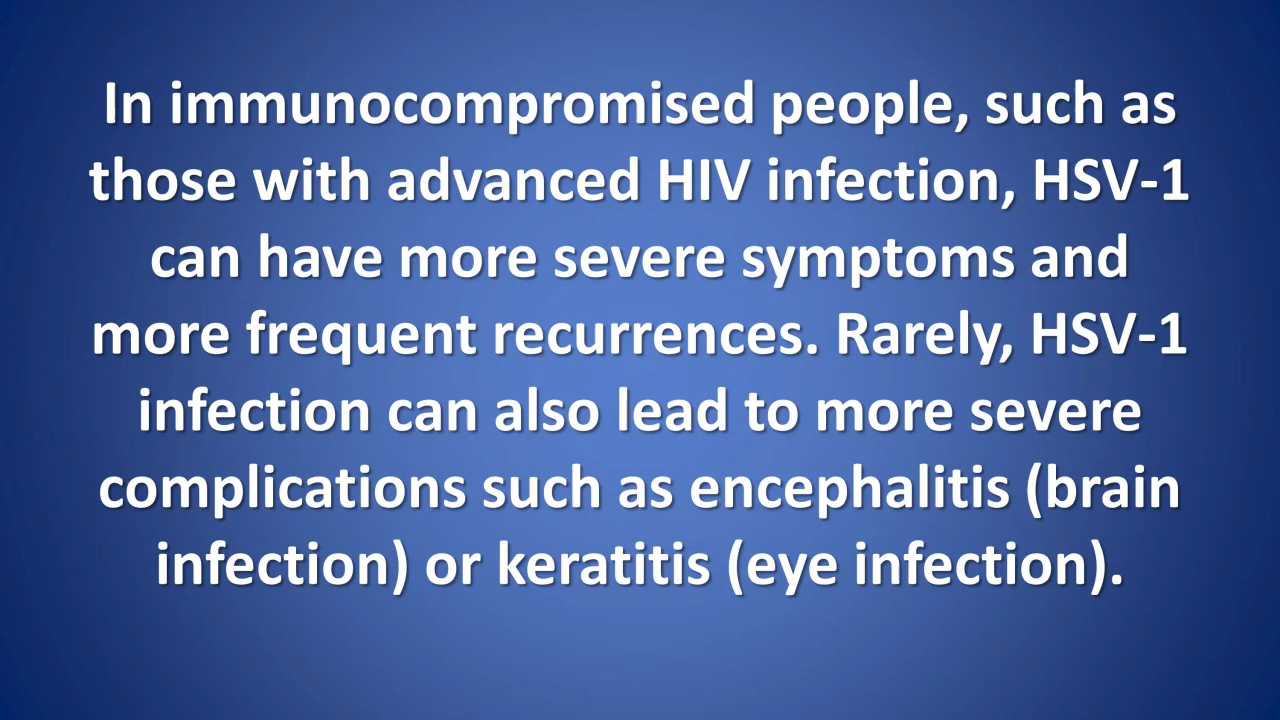 In immunocompromised people, such as
those with advanced HIV infection, HSV-1
can have more severe symptoms and
more frequent recurrences. Rarely, HSV-1
infection can also lead to more severe
complications such as encephalitis (brain
infection) or keratitis (eye infection).